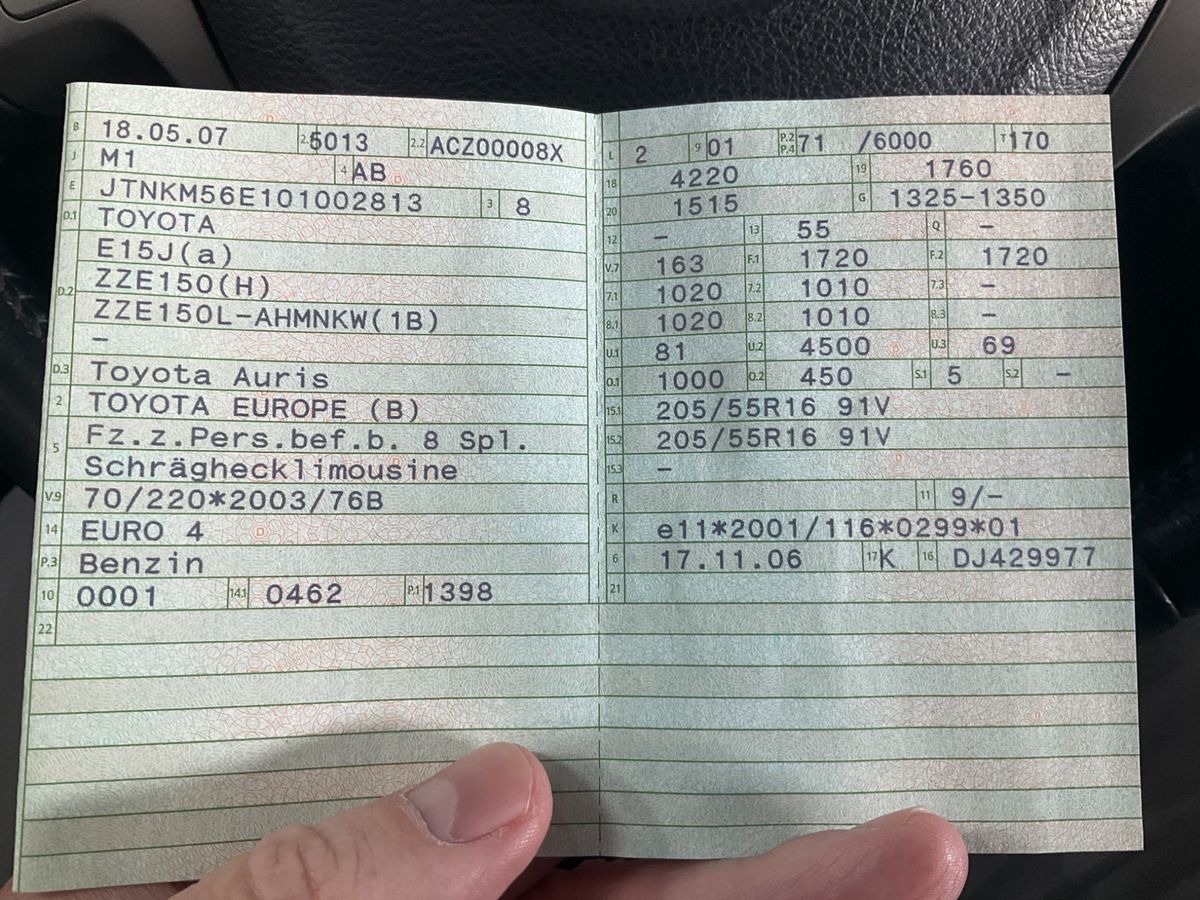 B 18.05.07 2.1 5013 2.2 ACZ00008X
J M1 4 AB
E JTNKM56E101002813 3 8
D.1 TOYOTA
E15J(a)
D.2 ZZE150(H)
ZZE150L-AHMNKW(1B)
–
D.3 Toyota Auris
2 TOYOTA EUROPE (B)
5 Fz.z.Pers.bef.b. 8 Spl.
Schräghecklimousine
V.9 70/220*2003/76B
14 EURO 4
P.3 Benzin
10 0001 14.1 0462 P.1 1398
22
L 2 9 01 P.2 P.4 71 /6000 T 170
18 4220 19 1760
20 1515 G 1325-1350
12 – 13 55 Q –
V.7 163 F.1 1720 F.2 1720
7.1 1020 7.2 1010 7.3 –
8.1 1020 8.2 1010 8.3 –
U.1 81 U.2 4500 U.3 69
O.1 1000 O.2 450 S.1 5 S.2 –
15.1 205/55R16 91V
15.2 205/55R16 91V
15.3 –
R 11 9/–
K e11*2001/116*0299*01
6 17.11.06 17 K 16 DJ429977
21